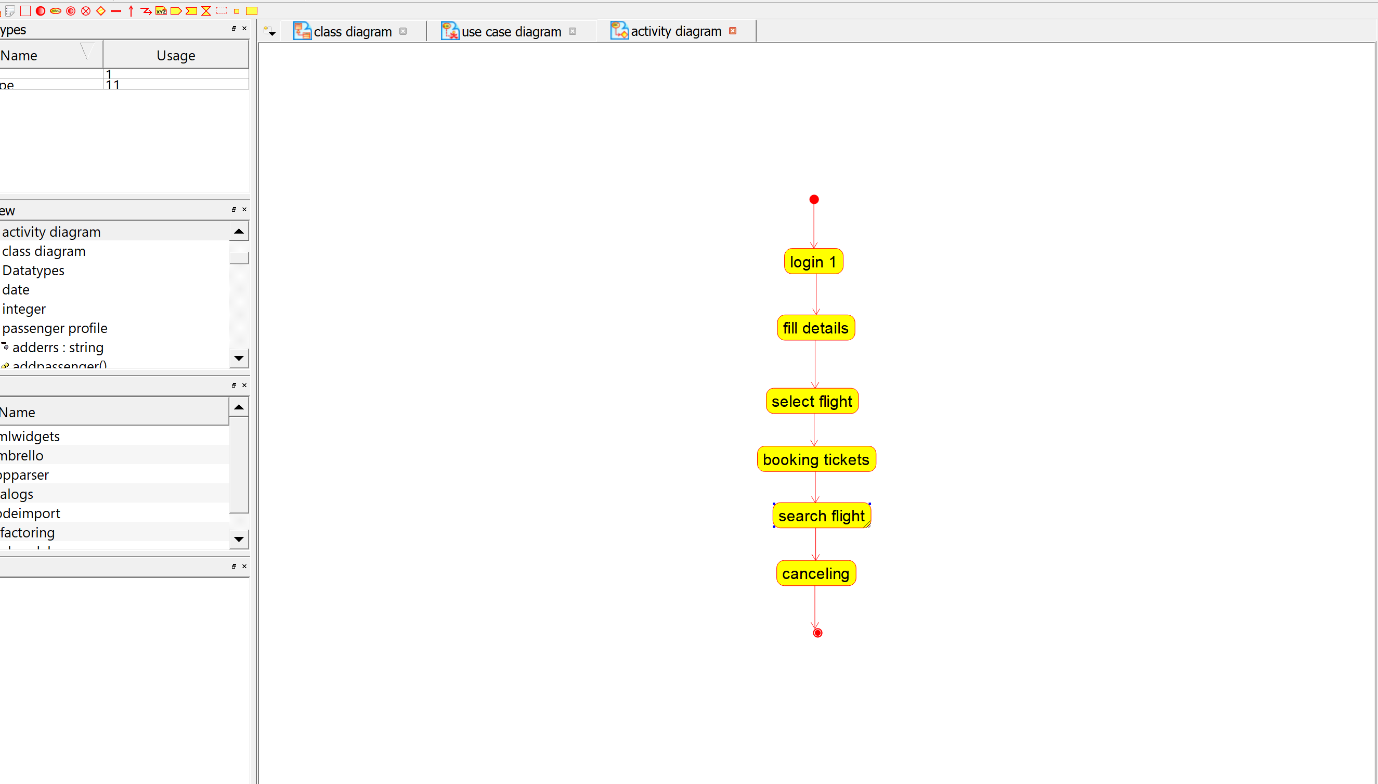 class diagram
use case diagram
activity diagram
ypes
Name
Usage
1
pe
11
ew
activity diagram
class diagram
Datatypes
date
integer
passenger profile
adderrs : string
addpassenger()
Name
mlwidgets
mbrello
pparser
alogs
odeimport
factoring
login 1
fill details
select flight
booking tickets
search flight
canceling